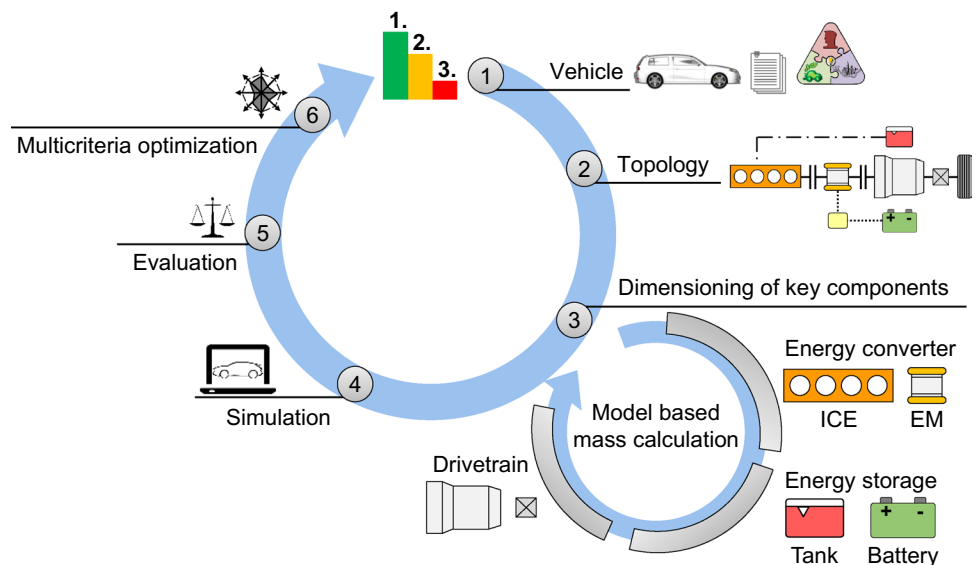 1.
2.
3.
1
Vehicle
2
Topology
+ -
3
Dimensioning of key components
Energy converter
ICE
EM
Model based
mass calculation
Energy storage
+ -
Tank
Battery
Drivetrain
4
Simulation
5
Evaluation
6
Multicriteria optimization